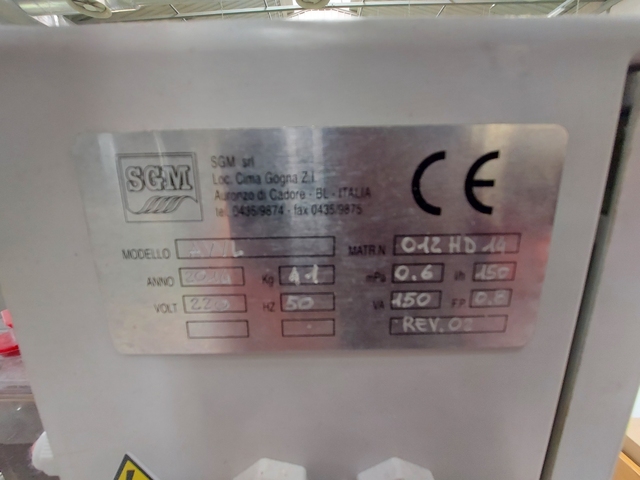 SGM
SGM srl
Loc. Cima Gogna Z.I.
Auronzo di Cadore - BL - ITALIA
tel. 0435/9874 - fax 0435/9875
CE
MODELLO MATR.N 012 HD 14
ANNO Kg 41 mPa 0.6 l/h 150
VOLT 220 HZ 50 VA 150 FP 0.8
REV. 02